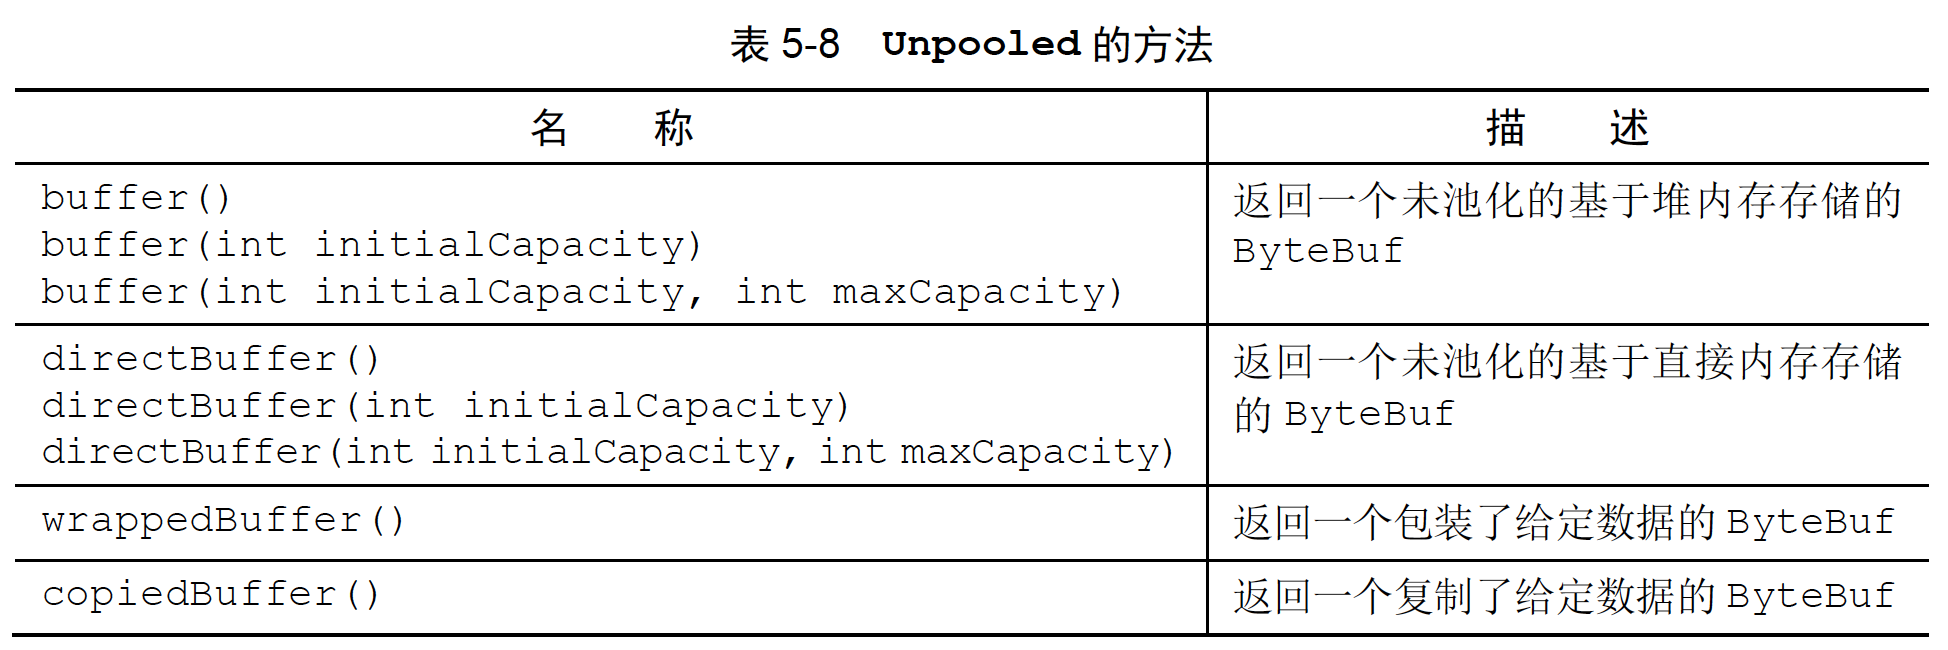 表 5-8 Unpooled 的方法
名 称
描 述
buffer()
buffer(int initialCapacity)
buffer(int initialCapacity, int maxCapacity)
返回一个未池化的基于堆内存存储的
ByteBuf
directBuffer()
directBuffer(int initialCapacity)
directBuffer(int initialCapacity, int maxCapacity)
返回一个未池化的基于直接内存存储
的 ByteBuf
wrappedBuffer()
返回一个包装了给定数据的 ByteBuf
copiedBuffer()
返回一个复制了给定数据的 ByteBuf